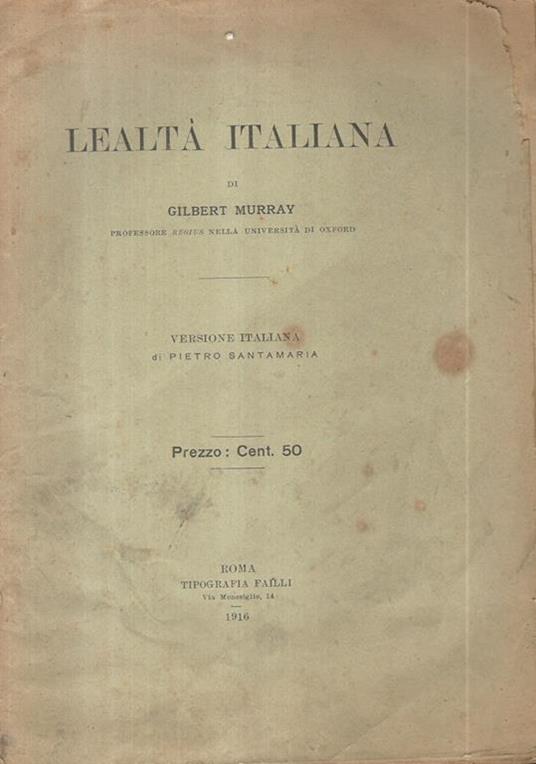 LEALTÀ ITALIANA
DI
GILBERT MURRAY
PROFESSORE REGIUS NELLA UNIVERSITÀ DI OXFORD
VERSIONE ITALIANA
di PIETRO SANTAMARIA
Prezzo: Cent. 50
ROMA
TIPOGRAFIA FAILLI
Via Monesiglio, 14
1916